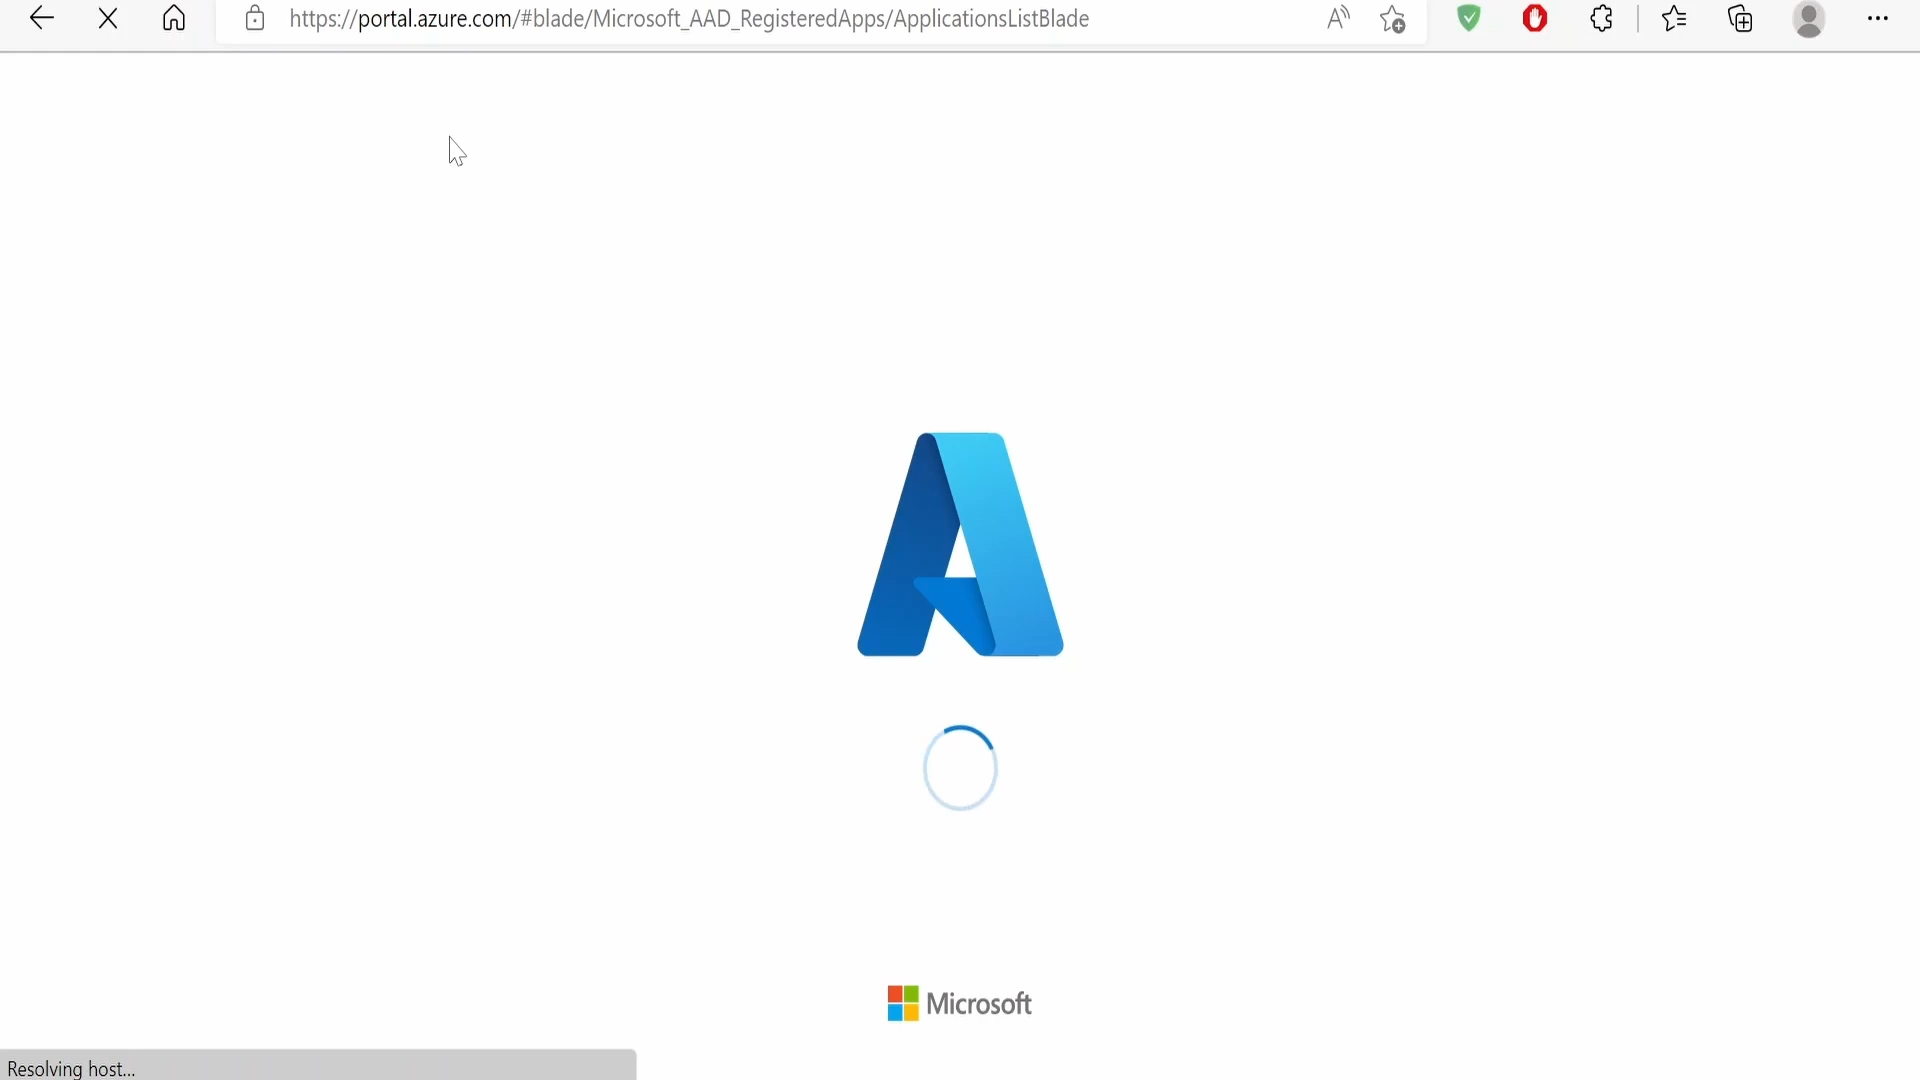 https://portal.azure.com/#blade/Microsoft_AAD_RegisteredApps/ApplicationsListBlade
Microsoft
Resolving host...